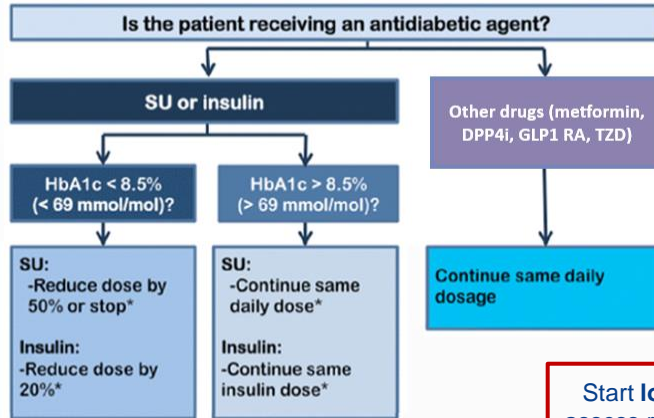 Is the patient receiving an antidiabetic agent?
SU or insulin
Other drugs (metformin,
DPP4i, GLP1 RA, TZD)
HbA1c < 8.5%
(< 69 mmol/mol)?
HbA1c > 8.5%
(> 69 mmol/mol)?
SU:
-Reduce dose by
50% or stop*
Insulin:
-Reduce dose by
20%*
SU:
-Continue same
daily dose*
Insulin:
-Continue same
insulin dose*
Continue same daily
dosage
Start